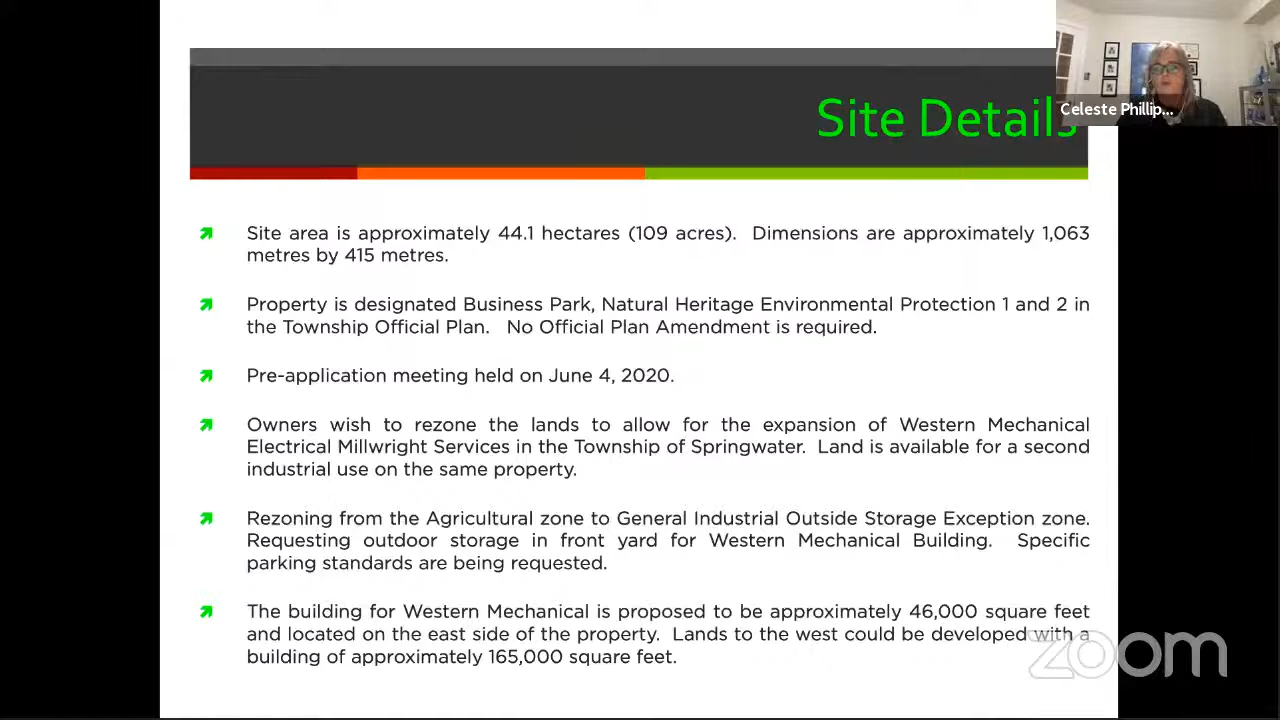 Site Details
Celeste Phillip...
Site area is approximately 44.1 hectares (109 acres). Dimensions are approximately 1,063
metres by 415 metres.
Property is designated Business Park, Natural Heritage Environmental Protection 1 and 2 in
the Township Official Plan. No Official Plan Amendment is required.
Pre-application meeting held on June 4, 2020.
Owners wish to rezone the lands to allow for the expansion of Western Mechanical
Electrical Millwright Services in the Township of Springwater. Land is available for a second
industrial use on the same property.
Rezoning from the Agricultural zone to General Industrial Outside Storage Exception zone.
Requesting outdoor storage in front yard for Western Mechanical Building. Specific
parking standards are being requested.
The building for Western Mechanical is proposed to be approximately 46,000 square feet
and located on the east side of the property. Lands to the west could be developed with a
building of approximately 165,000 square feet.
zoom